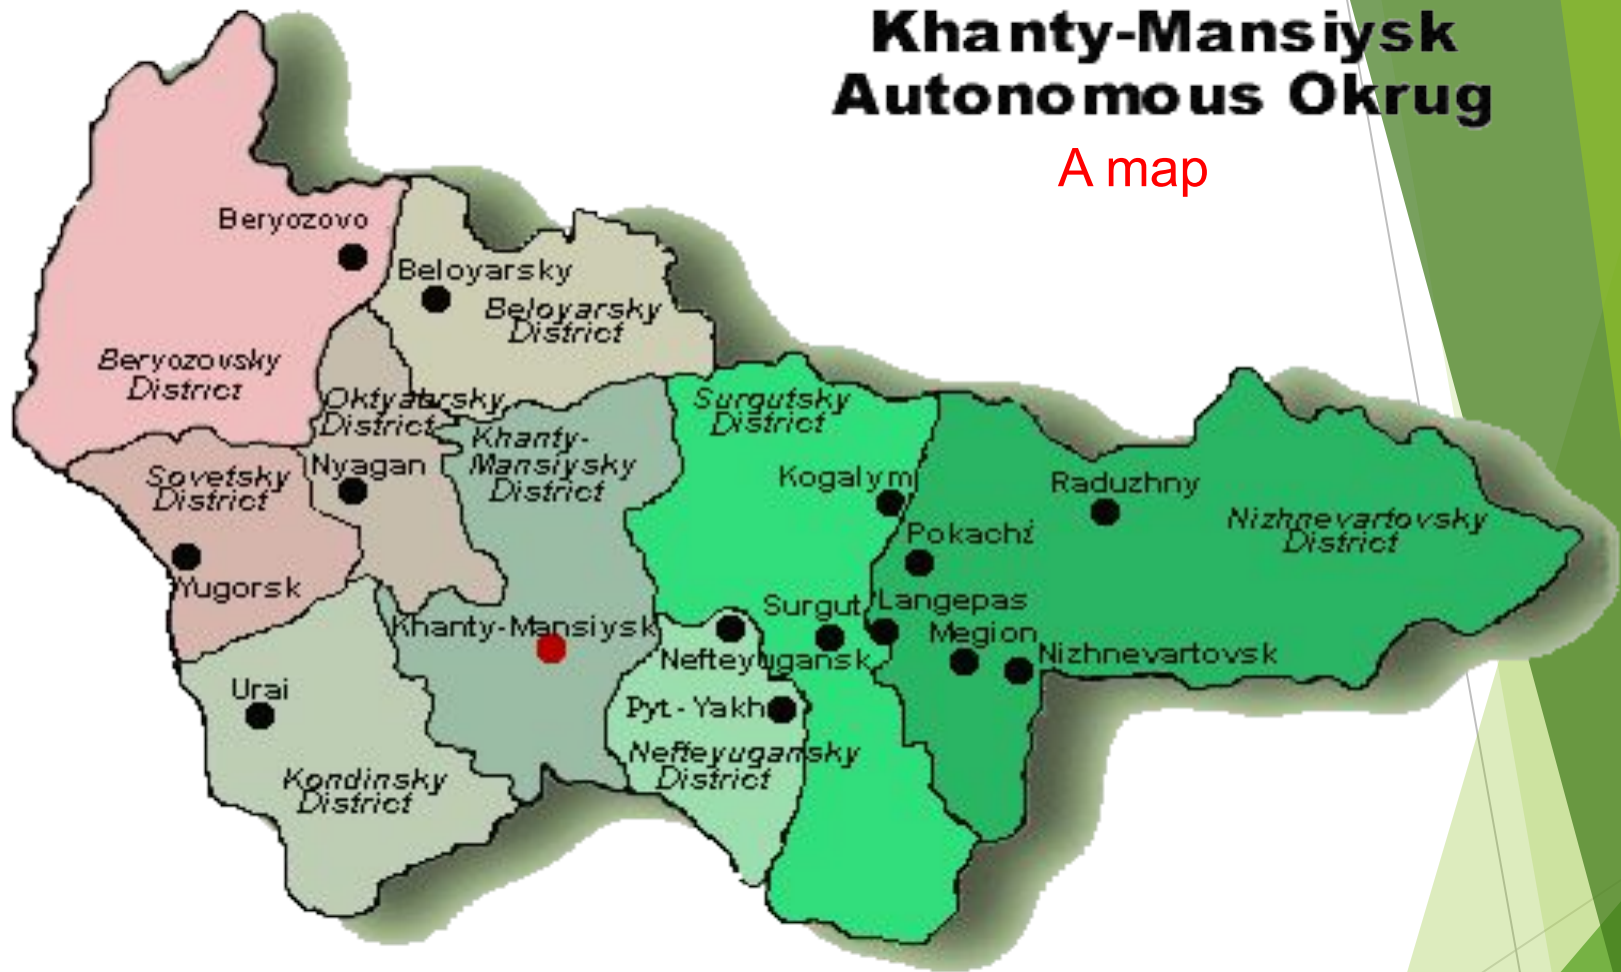 Khanty-Mansiysk
Autonomous Okrug
A map
Beryozovo
Beloyarsky
Beloyarsky
District
Beryozovsky
District
Oktyabrsky
District
Surgutsky
District
Khanty-
Mansiysky
District
Sovetsky
District
Nyagan
Kogalym
Raduzhny
Nizhnevartovsky
District
Pokachi
Yugorsk
Surgut
Langepas
Khanty-Mansiysk
Megion
Nefteyugansk
Nizhnevartovsk
Urai
Pyt.-Yakh
Nefteyugansky
District
Kondinsky
District